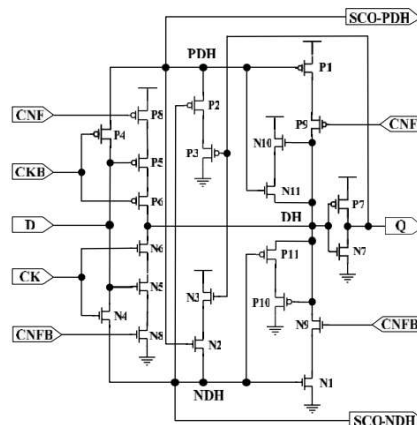 SCO-PDH
PDH
P1
CNF
P8
P2
P4
P9
CNF
CKB
P5
P3
N10
P6
N11
P7
D
DH
Q
N6
P11
N7
CK
N5
N3
P10
N4
N9
CNFB
CNFB
N8
N2
NDH
N1
SCO-NDH